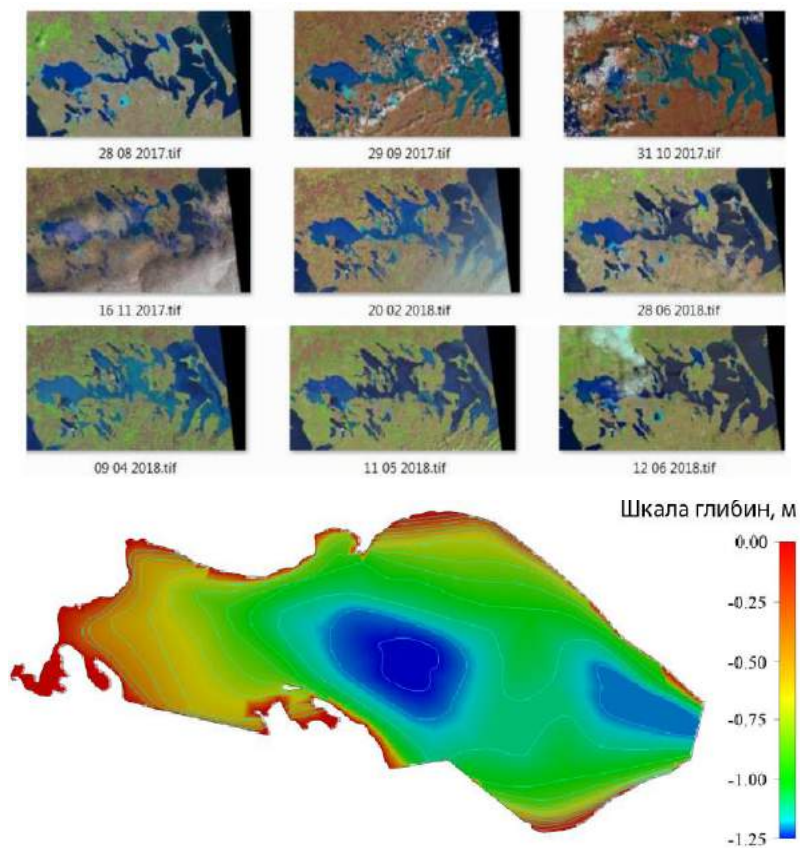 28 08 2017.tif
29 09 2017.tif
31 10 2017.tif
16 11 2017.tif
20 02 2018.tif
28 06 2018.tif
09 04 2018.tif
11 05 2018.tif
12 06 2018.tif
Шкала глибин, м
0.00
-0.25
-0.50
-0.75
-1.00
-1.25